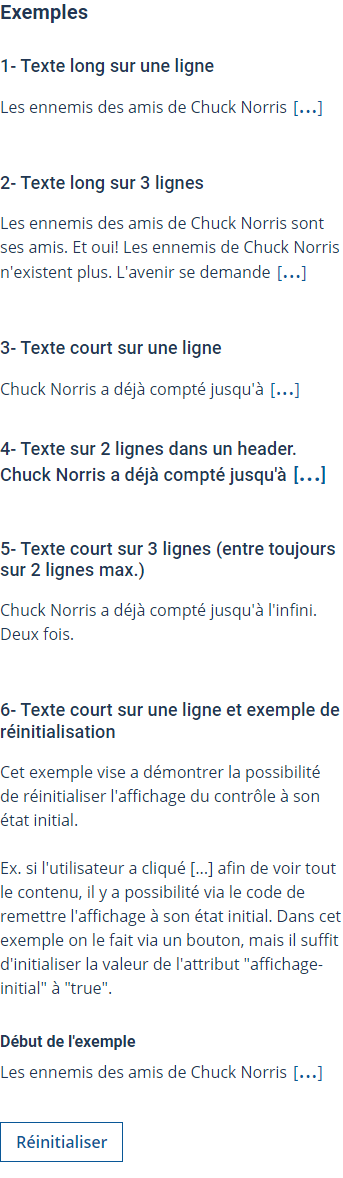 Exemples
1- Texte long sur une ligne
Les ennemis des amis de Chuck Norris [...]
2- Texte long sur 3 lignes
Les ennemis des amis de Chuck Norris sont
ses amis. Et oui! Les ennemis de Chuck Norris
n'existent plus. L'avenir se demande [...]
3- Texte court sur une ligne
Chuck Norris a déjà compté jusqu'à [...]
4- Texte sur 2 lignes dans un header.
Chuck Norris a déjà compté jusqu'à [...]
5- Texte court sur 3 lignes (entre toujours
sur 2 lignes max.)
Chuck Norris a déjà compté jusqu'à l'infini.
Deux fois.
6- Texte court sur une ligne et exemple de
réinitialisation
Cet exemple vise a démontrer la possibilité
de réinitialiser l'affichage du contrôle à son
état initial.
Ex. si l'utilisateur a cliqué [...] afin de voir tout
le contenu, il y a possibilité via le code de
remettre l'affichage à son état initial. Dans cet
exemple on le fait via un bouton, mais il suffit
d'initialiser la valeur de l'attribut "affichage-
initial" à "true".
Début de l'exemple
Les ennemis des amis de Chuck Norris [...]
Réinitialiser